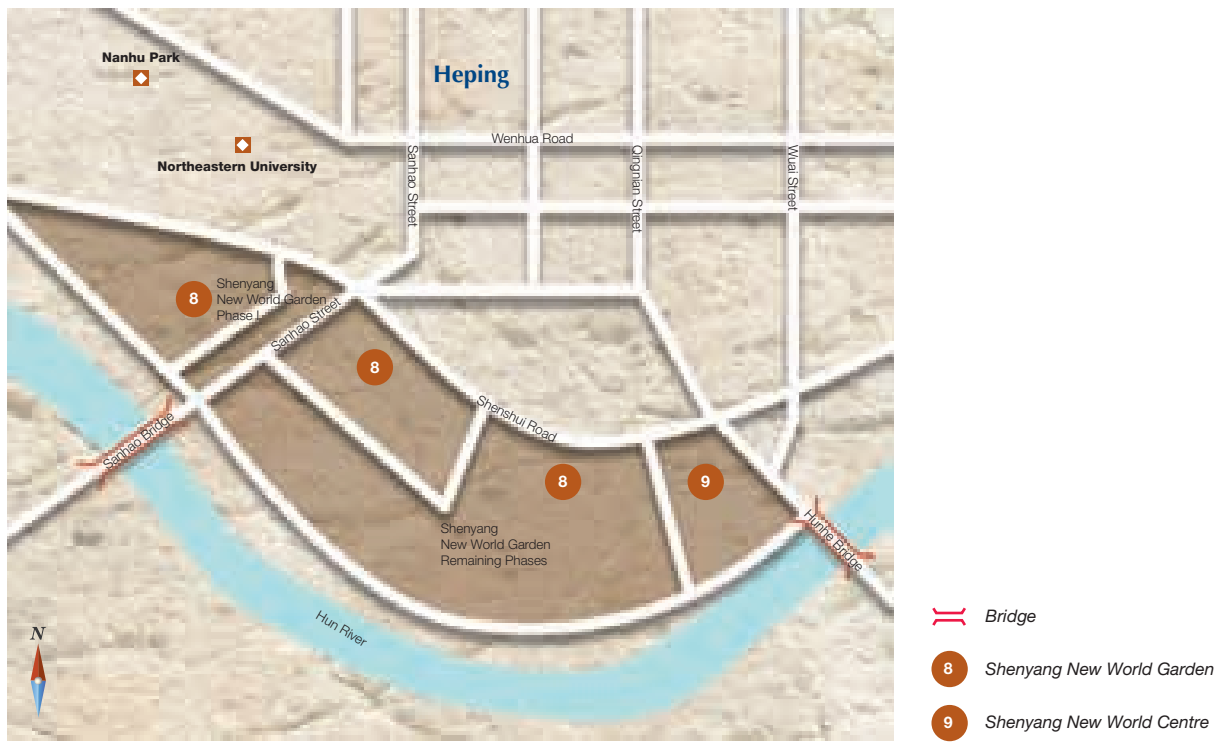 Nanhu Park
Heping
Northeastern University
Wenhua Road
Sanhao Street
Qingnian Street
Wuai Street
8
Shenyang
New World Garden
Phase I
Sanhao Street
8
Shenshui Road
Sanhao Bridge
8
9
Shenyang
New World Garden
Remaining Phases
Hunhe Bridge
Hun River
N
Bridge
8 Shenyang New World Garden
9 Shenyang New World Centre